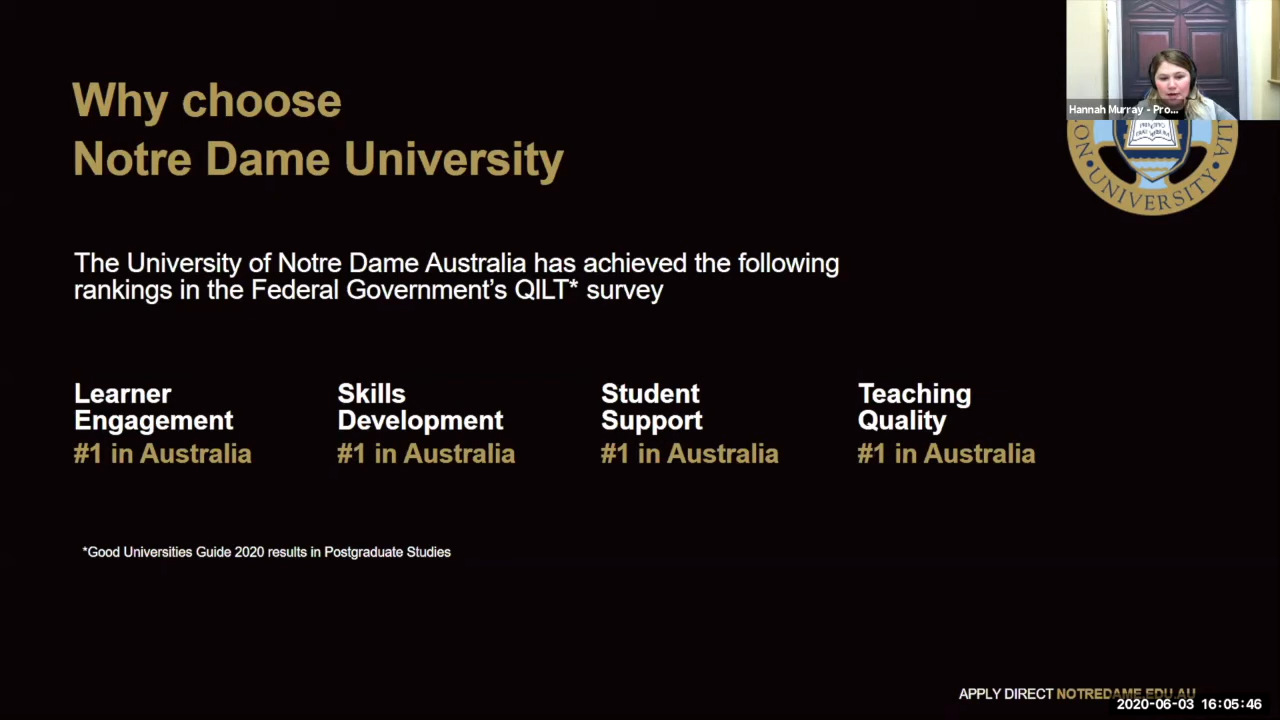 Why choose
Notre Dame University
Hannah Murray - Pro...
UNIVERSITY
The University of Notre Dame Australia has achieved the following
rankings in the Federal Government's QILT* survey
Learner
Engagement
#1 in Australia
Skills
Development
#1 in Australia
Student
Support
#1 in Australia
Teaching
Quality
#1 in Australia
*Good Universities Guide 2020 results in Postgraduate Studies
APPLY DIRECT NOTREDAME.EDU.AU
2020-06-03 16:05:46